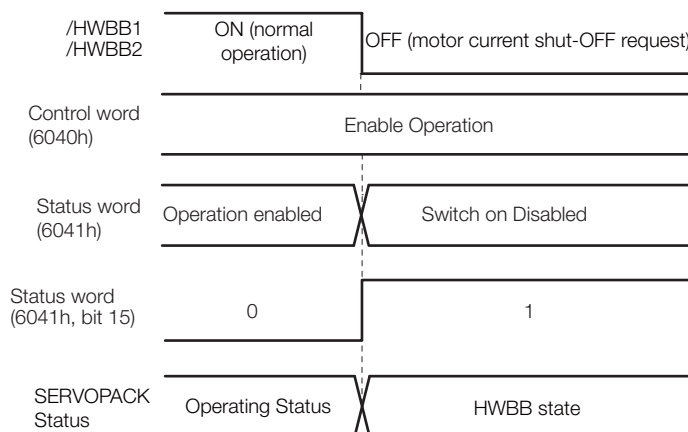 /HWBB1
/HWBB2
ON (normal
operation)
OFF (motor current shut-OFF request)
Control word
(6040h)
Enable Operation
Status word
(6041h)
Operation enabled
Switch on Disabled
Status word
(6041h, bit 15)
0
1
SERVOPACK
Status
Operating Status
HWBB state